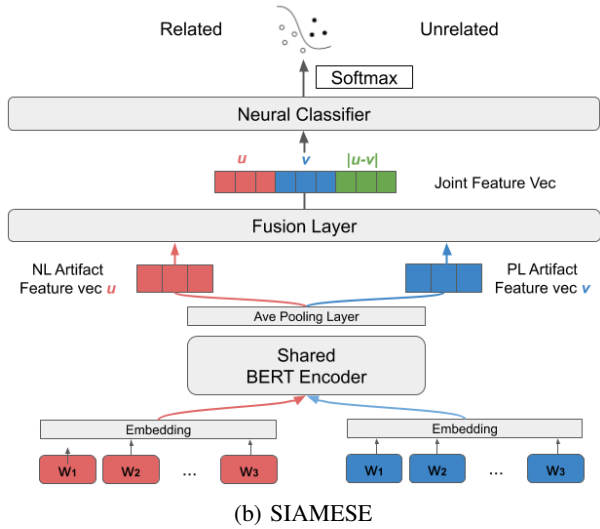 Related
Unrelated
Softmax
Neural Classifier
u v |u-v|
Joint Feature Vec
Fusion Layer
NL Artifact
Feature vec u
PL Artifact
Feature vec v
Ave Pooling Layer
Shared
BERT Encoder
Embedding
Embedding
W1 W2 ... W3
W1 W2 ... W3
(b) SIAMESE